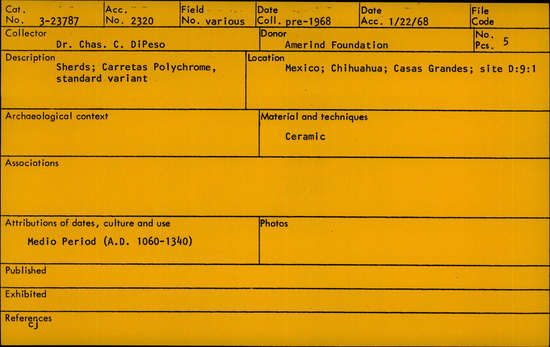 Cat. No. 3-23787 Acc. No. 2320 Field No. various Date Coll. pre-1968 Date Acc. 1/22/68 File Code
Collector Dr. Chas. C. DiPeso Donor Amerind Foundation No. Pcs. 5
Description Sherds; Carretas Polychrome,
standard variant
Location Mexico; Chihuahua; Casas Grandes; site D:9:1
Archaeological context
Material and techniques
Ceramic
Associations
Attributions of dates, culture and use
Medio Period (A.D. 1060-1340)
Photos
Published
Exhibited
References
cj